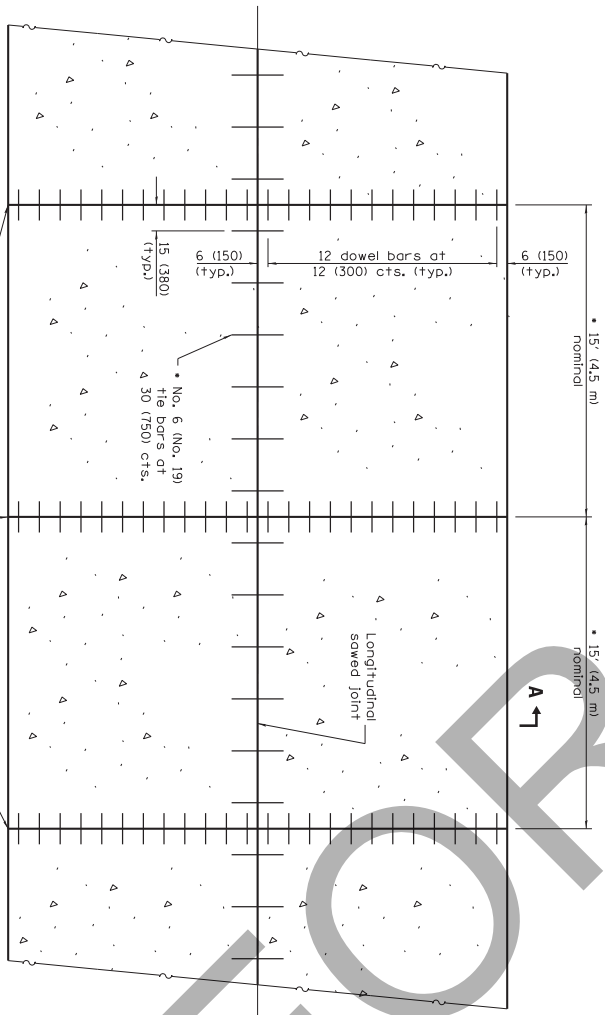 • 15' (4.5 m)
nominal
• 15' (4.5 m)
nominal
A
6 (150)
(typ.)
12 dowel bars at
12 (300) cts. (typ.)
6 (150)
(typ.)
15 (380)
(typ.)
• No. 6 (No. 19)
tie bars at
30 (750) cts.
Longitudinal
sawed joint
FOR